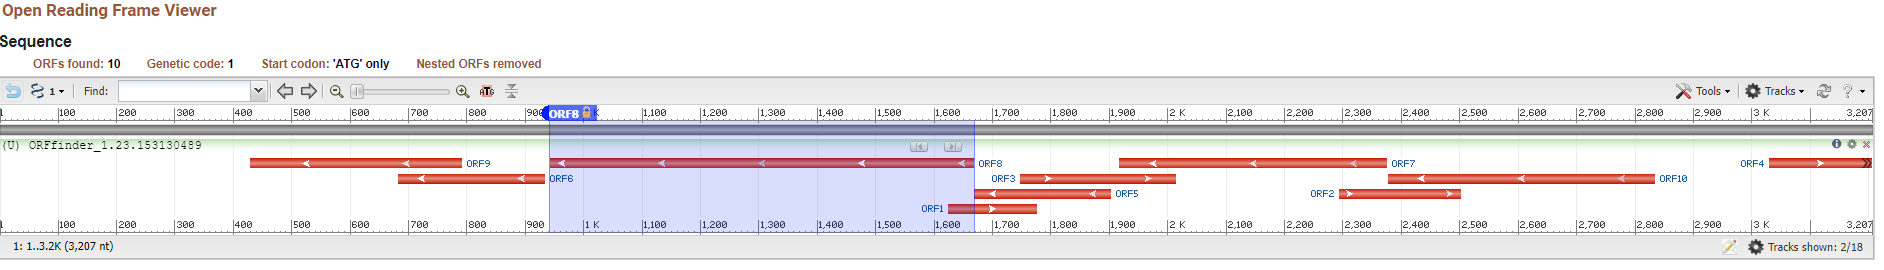 Open Reading Frame Viewer
Sequence
ORFs found: 10 Genetic code: 1 Start codon: 'ATG' only Nested ORFs removed
1 Find: ATG Tools Tracks ?
1 100 200 300 400 500 600 700 800 900 ORF8 K 1,100 1,200 1,300 1,400 1,500 1,600 1,700 1,800 1,900 2 K 2,100 2,200 2,300 2,400 2,500 2,600 2,700 2,800 2,900 3 K 3,207
(U) ORFfinder_1.23.153130489
ORF9 ORF8 ORF7 ORF4
ORF6 ORF3 ORF10
ORF5 ORF2
ORF1
1 100 200 300 400 500 600 700 800 900 1 K 1,100 1,200 1,300 1,400 1,500 1,600 1,700 1,800 1,900 2 K 2,100 2,200 2,300 2,400 2,500 2,600 2,700 2,800 2,900 3 K 3,207
1: 1..3.2K (3,207 nt) Tracks shown: 2/18